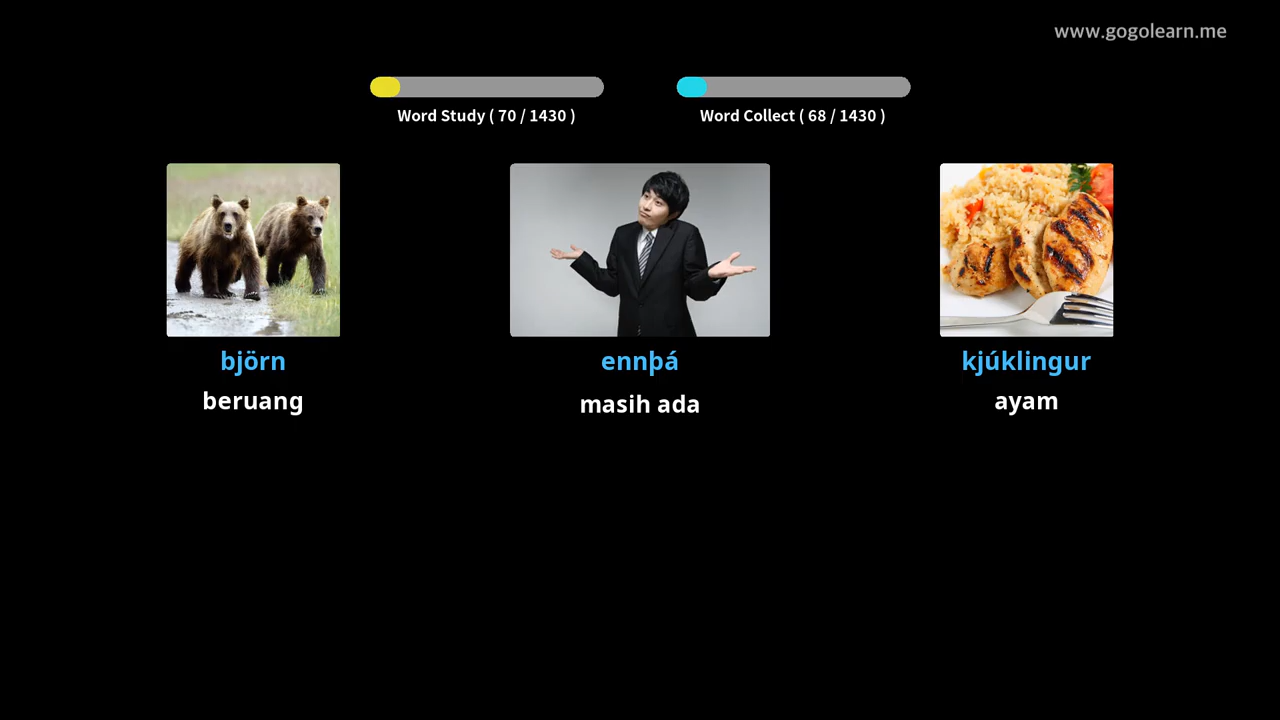 www.gogolearn.me
Word Study ( 70 / 1430 )
Word Collect ( 68 / 1430 )
björn
ennþá
kjúklingur
beruang
masih ada
ayam